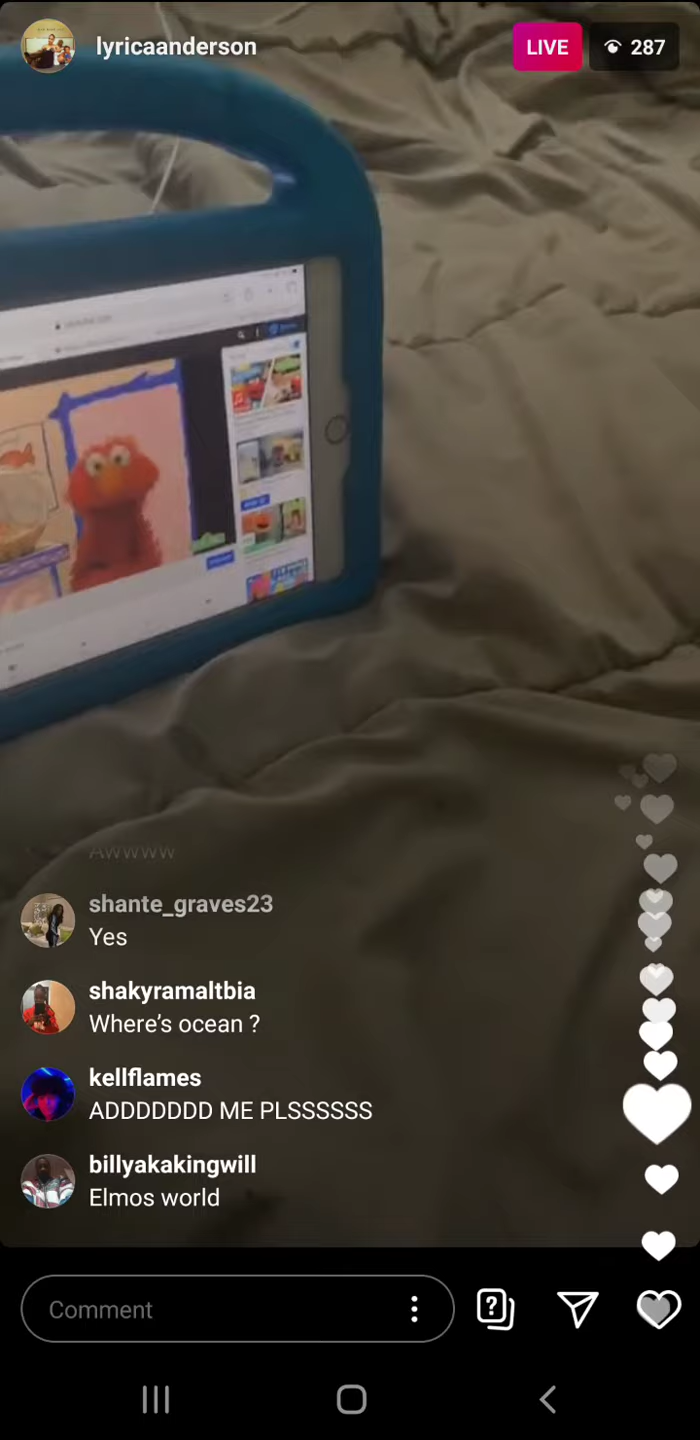 lyricaanderson
LIVE
287
Awwww
shante_graves23
Yes
shakyramaltbia
Where's ocean ?
kellflames
ADDDDDDD ME PLSSSSSS
billyakakingwill
Elmos world
Comment